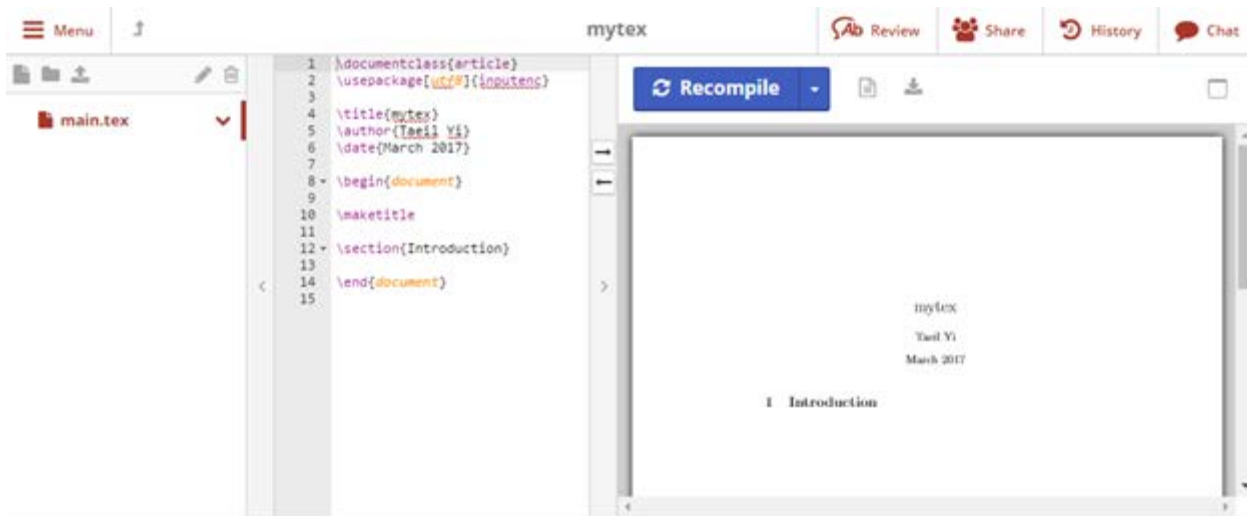 Menu
mytex
Review
Share
History
Chat
main.tex
1 \documentclass{article}
2 \usepackage[utf8]{inputenc}
3
4 \title{mytex}
5 \author{Taeil Yi}
6 \date{March 2017}
7
8 \begin{document}
9
10 \maketitle
11
12 \section{Introduction}
13
14 \end{document}
15
Recompile
mytex
Taeil Yi
March 2017
1 Introduction